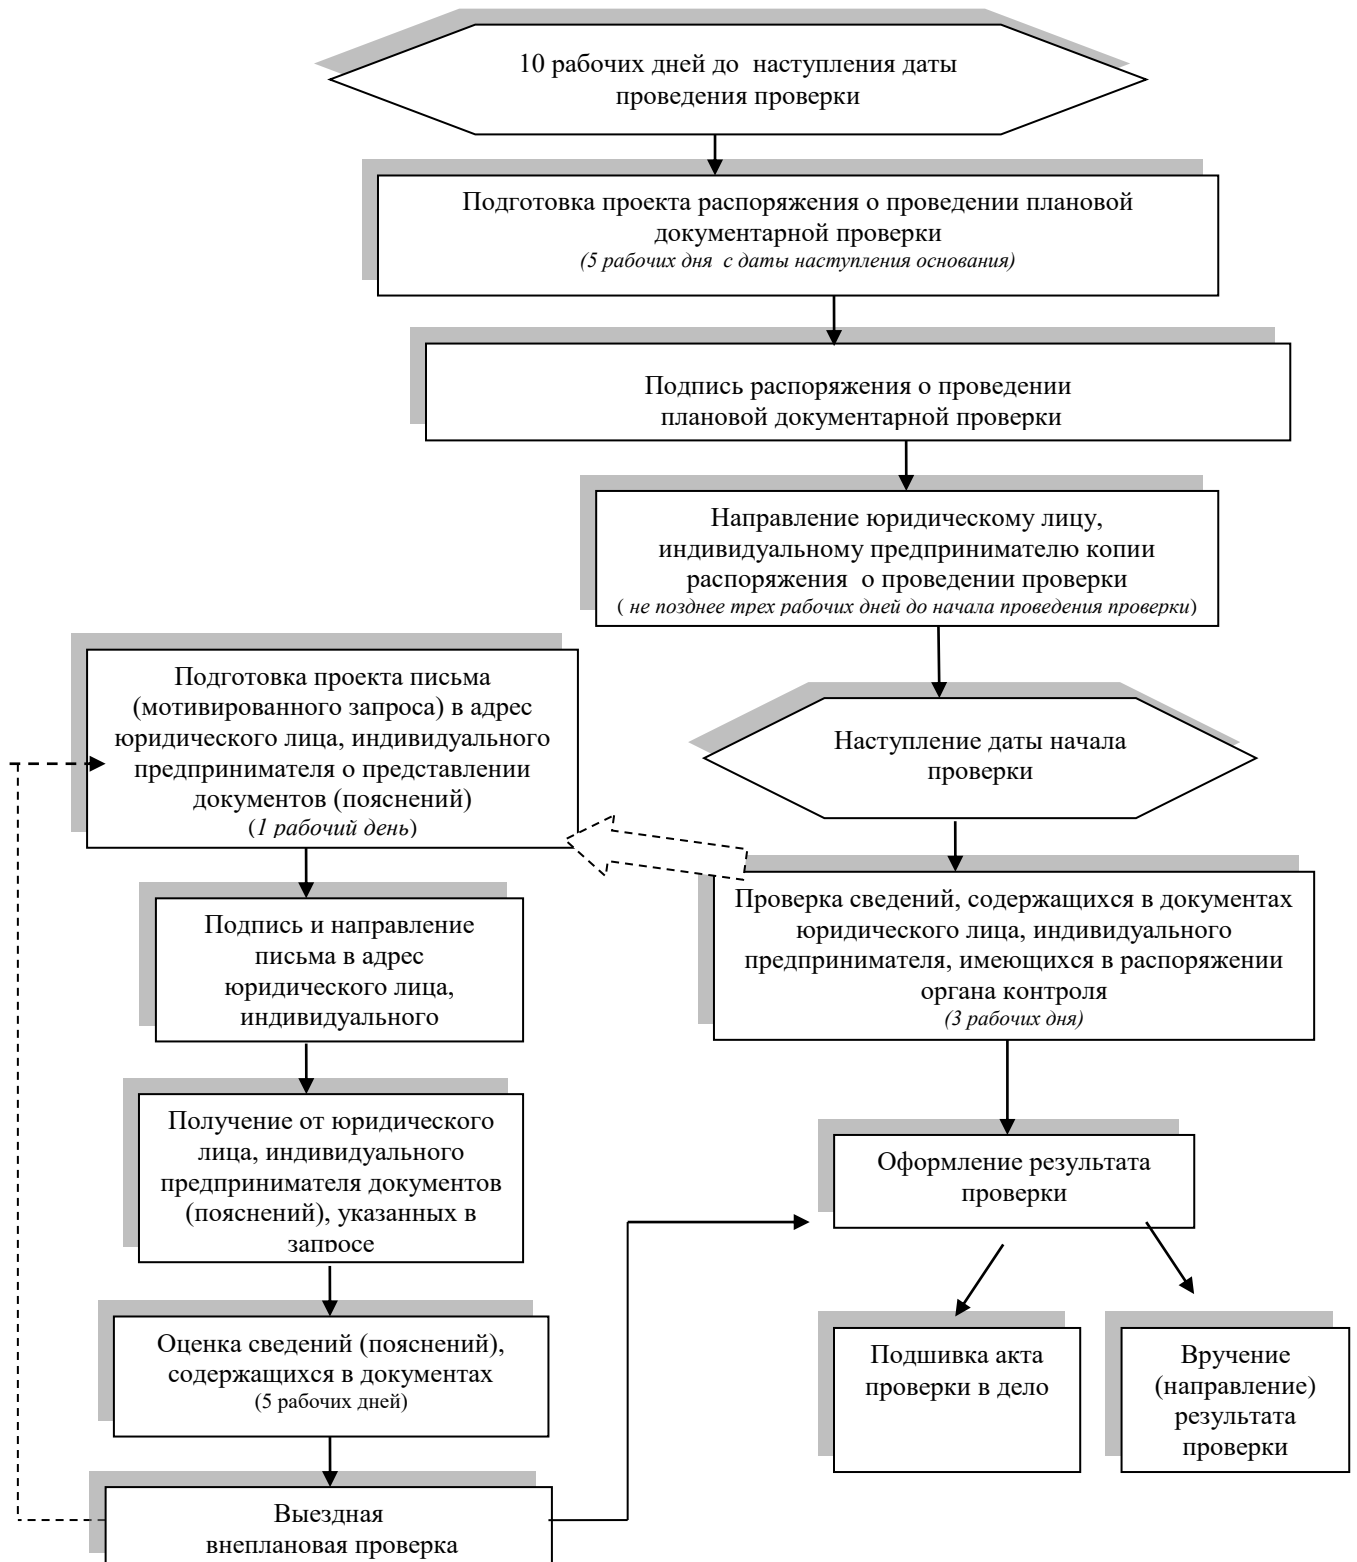 10 рабочих дней до  наступления даты
проведения проверки
Подготовка проекта распоряжения о проведении плановой
документарной проверки
(5 рабочих дня  с даты наступления основания)
Подпись распоряжения о проведении
плановой документарной проверки
Направление юридическому лицу,
индивидуальному предпринимателю копии
распоряжения  о проведении проверки
( не позднее трех рабочих дней до начала проведения проверки)
Наступление даты начала
проверки
Проверка сведений, содержащихся в документах
юридического лица, индивидуального
предпринимателя, имеющихся в распоряжении
органа контроля
(3 рабочих дня)
Подготовка проекта письма
(мотивированного запроса) в адрес
юридического лица, индивидуального
предпринимателя о представлении
документов (пояснений)
(1 рабочий день)
Подпись и направление
письма в адрес
юридического лица,
индивидуального
Получение от юридического
лица, индивидуального
предпринимателя документов
(пояснений), указанных в
запросе
Оценка сведений (пояснений),
содержащихся в документах
(5 рабочих дней)
Выездная
внеплановая проверка
Оформление результата
проверки
Подшивка акта
проверки в дело
Вручение
(направление)
результата
проверки